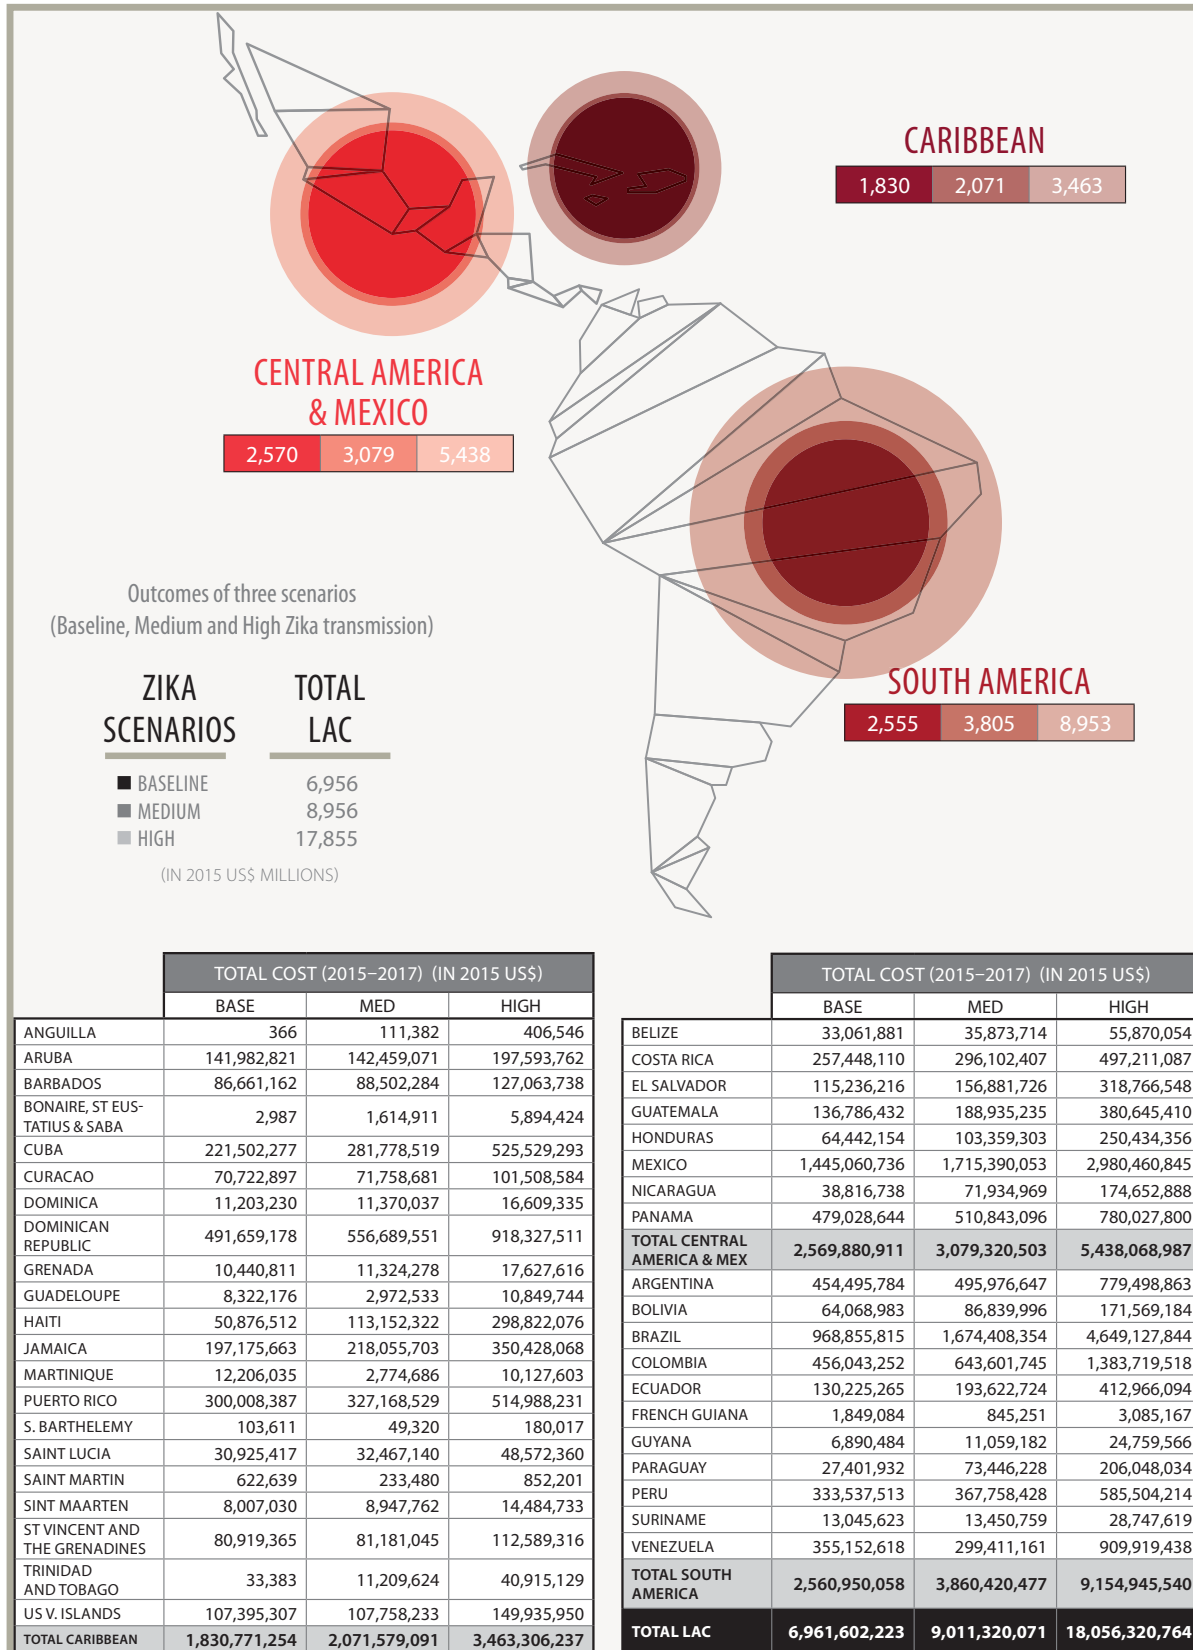 CARIBBEAN
1,830 2,071 3,463
CENTRAL AMERICA
& MEXICO
2,570 3,079 5,438
Outcomes of three scenarios
(Baseline, Medium and High Zika transmission)
ZIKA
SCENARIOS
TOTAL
LAC
BASELINE 6,956
MEDIUM 8,956
HIGH 17,855
(IN 2015 US$ MILLIONS)
SOUTH AMERICA
2,555 3,805 8,953
TOTAL COST (2015–2017) (IN 2015 US$)
BASE MED HIGH
ANGUILLA 366 111,382 406,546
ARUBA 141,982,821 142,459,071 197,593,762
BARBADOS 86,661,162 88,502,284 127,063,738
BONAIRE, ST EUS-
TATIUS & SABA 2,987 1,614,911 5,894,424
CUBA 221,502,277 281,778,519 525,529,293
CURACAO 70,722,897 71,758,681 101,508,584
DOMINICA 11,203,230 11,370,037 16,609,335
DOMINICAN
REPUBLIC 491,659,178 556,689,551 918,327,511
GRENADA 10,440,811 11,324,278 17,627,616
GUADELOUPE 8,322,176 2,972,533 10,849,744
HAITI 50,876,512 113,152,322 298,822,076
JAMAICA 197,175,663 218,055,703 350,428,068
MARTINIQUE 12,206,035 2,774,686 10,127,603
PUERTO RICO 300,008,387 327,168,529 514,988,231
S. BARTHELEMY 103,611 49,320 180,017
SAINT LUCIA 30,925,417 32,467,140 48,572,360
SAINT MARTIN 622,639 233,480 852,201
SINT MAARTEN 8,007,030 8,947,762 14,484,733
ST VINCENT AND
THE GRENADINES 80,919,365 81,181,045 112,589,316
TRINIDAD
AND TOBAGO 33,383 11,209,624 40,915,129
US V. ISLANDS 107,395,307 107,758,233 149,935,950
TOTAL CARIBBEAN 1,830,771,254 2,071,579,091 3,463,306,237
TOTAL COST (2015–2017) (IN 2015 US$)
BASE MED HIGH
BELIZE 33,061,881 35,873,714 55,870,054
COSTA RICA 257,448,110 296,102,407 497,211,087
EL SALVADOR 115,236,216 156,881,726 318,766,548
GUATEMALA 136,786,432 188,935,235 380,645,410
HONDURAS 64,442,154 103,359,303 250,434,356
MEXICO 1,445,060,736 1,715,390,053 2,980,460,845
NICARAGUA 38,816,738 71,934,969 174,652,888
PANAMA 479,028,644 510,843,096 780,027,800
TOTAL CENTRAL
AMERICA & MEX 2,569,880,911 3,079,320,503 5,438,068,987
ARGENTINA 454,495,784 495,976,647 779,498,863
BOLIVIA 64,068,983 86,839,996 171,569,184
BRAZIL 968,855,815 1,674,408,354 4,649,127,844
COLOMBIA 456,043,252 643,601,745 1,383,719,518
ECUADOR 130,225,265 193,622,724 412,966,094
FRENCH GUIANA 1,849,084 845,251 3,085,167
GUYANA 6,890,484 11,059,182 24,759,566
PARAGUAY 27,401,932 73,446,228 206,048,034
PERU 333,537,513 367,758,428 585,504,214
SURINAME 13,045,623 13,450,759 28,747,619
VENEZUELA 355,152,618 299,411,161 909,919,438
TOTAL SOUTH
AMERICA 2,560,950,058 3,860,420,477 9,154,945,540
TOTAL LAC 6,961,602,223 9,011,320,071 18,056,320,764